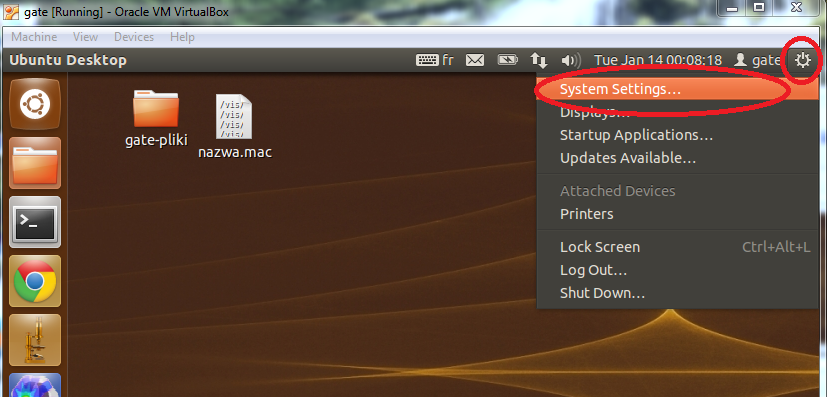 gate [Running] - Oracle VM VirtualBox
Machine View Devices Help
Ubuntu Desktop fr Tue Jan 14 00:08:18 gate
System Settings...
Displays...
Startup Applications...
Updates Available...
Attached Devices
Printers
Lock Screen Ctrl+Alt+L
Log Out...
Shut Down...
gate-pliki
/vis/
/vis/
/vis/
/vis/
nazwa.mac
>_